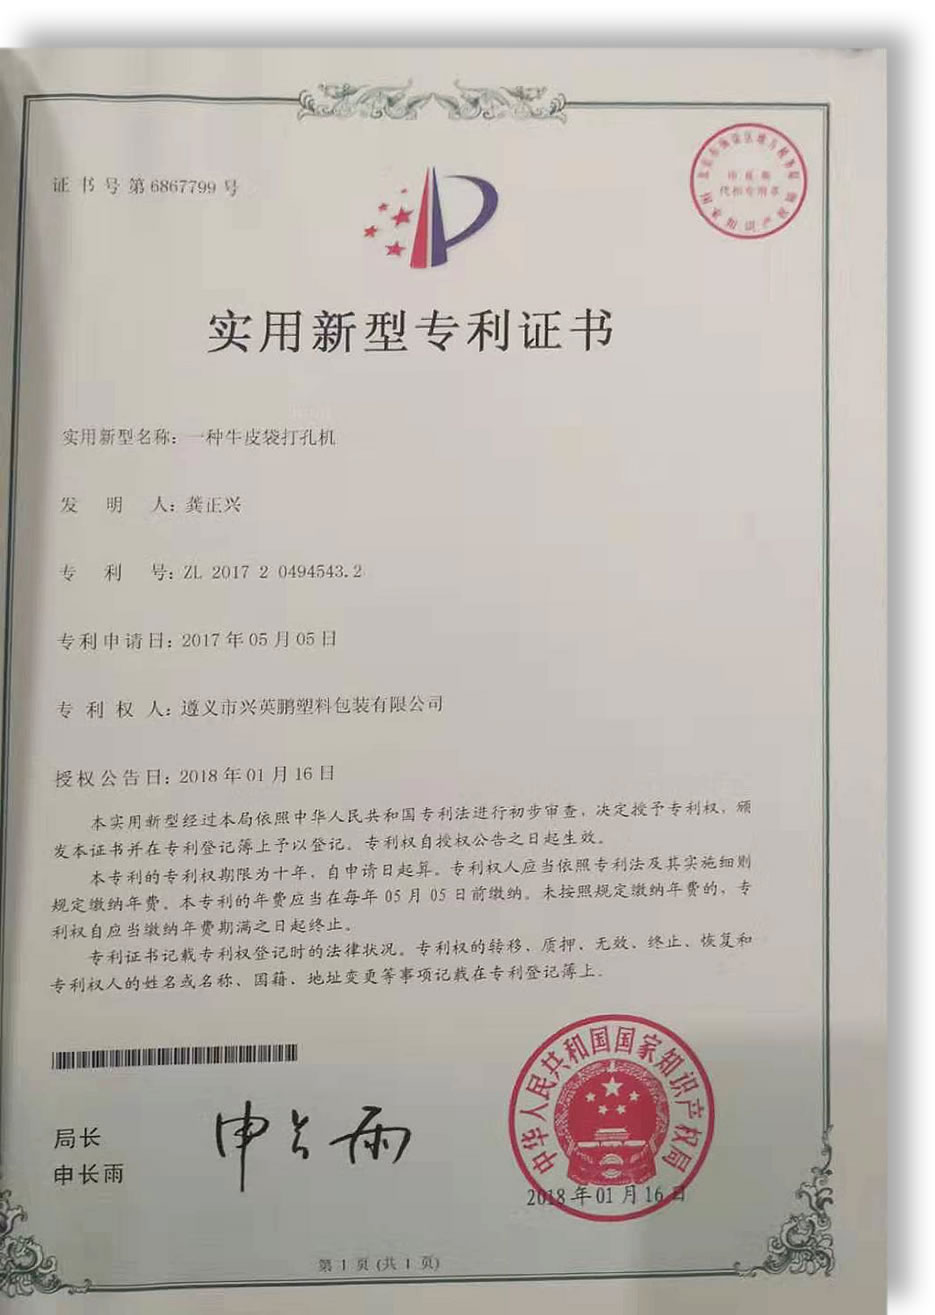 证书号第6867799号
实用新型专利证书
实用新型名称：一种牛皮袋打孔机
发明人：龚正兴
专利号：ZL 2017 2 0494543.2
专利申请日：2017年05月05日
专利权人：遵义市兴英鹏塑料包装有限公司
授权公告日：2018年01月16日
本实用新型经过本局依照中华人民共和国专利法进行初步审查，决定授予专利权，颁
发本证书并在专利登记簿上予以登记。专利权自授权公告之日起生效。
本专利的专利权期限为十年，自申请日起算。专利权人应当依照专利法及其实施细则
规定缴纳年费。本专利的年费应当在每年05月05日前缴纳。未按照规定缴纳年费的，专
利权自应当缴纳年费期满之日起终止。
专利证书记载专利权登记时的法律状况。专利权的转移、质押、无效、终止、恢复和
专利权人的姓名或名称、国籍、地址变更等事项记载在专利登记簿上。
局长
申长雨
申长雨
中华人民共和国国家知识产权局
2018年01月16日
第1页(共1页)